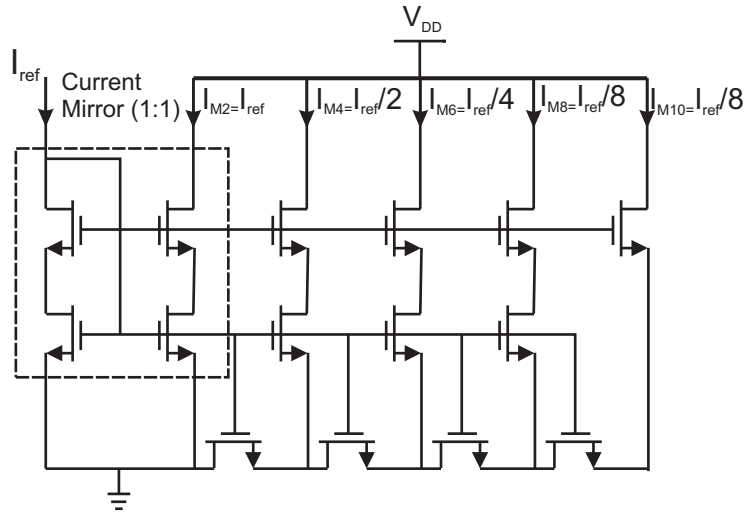 V_DD
I_ref
Current
Mirror (1:1)
I_M2=I_ref
I_M4=I_ref/2
I_M6=I_ref/4
I_M8=I_ref/8
I_M10=I_ref/8